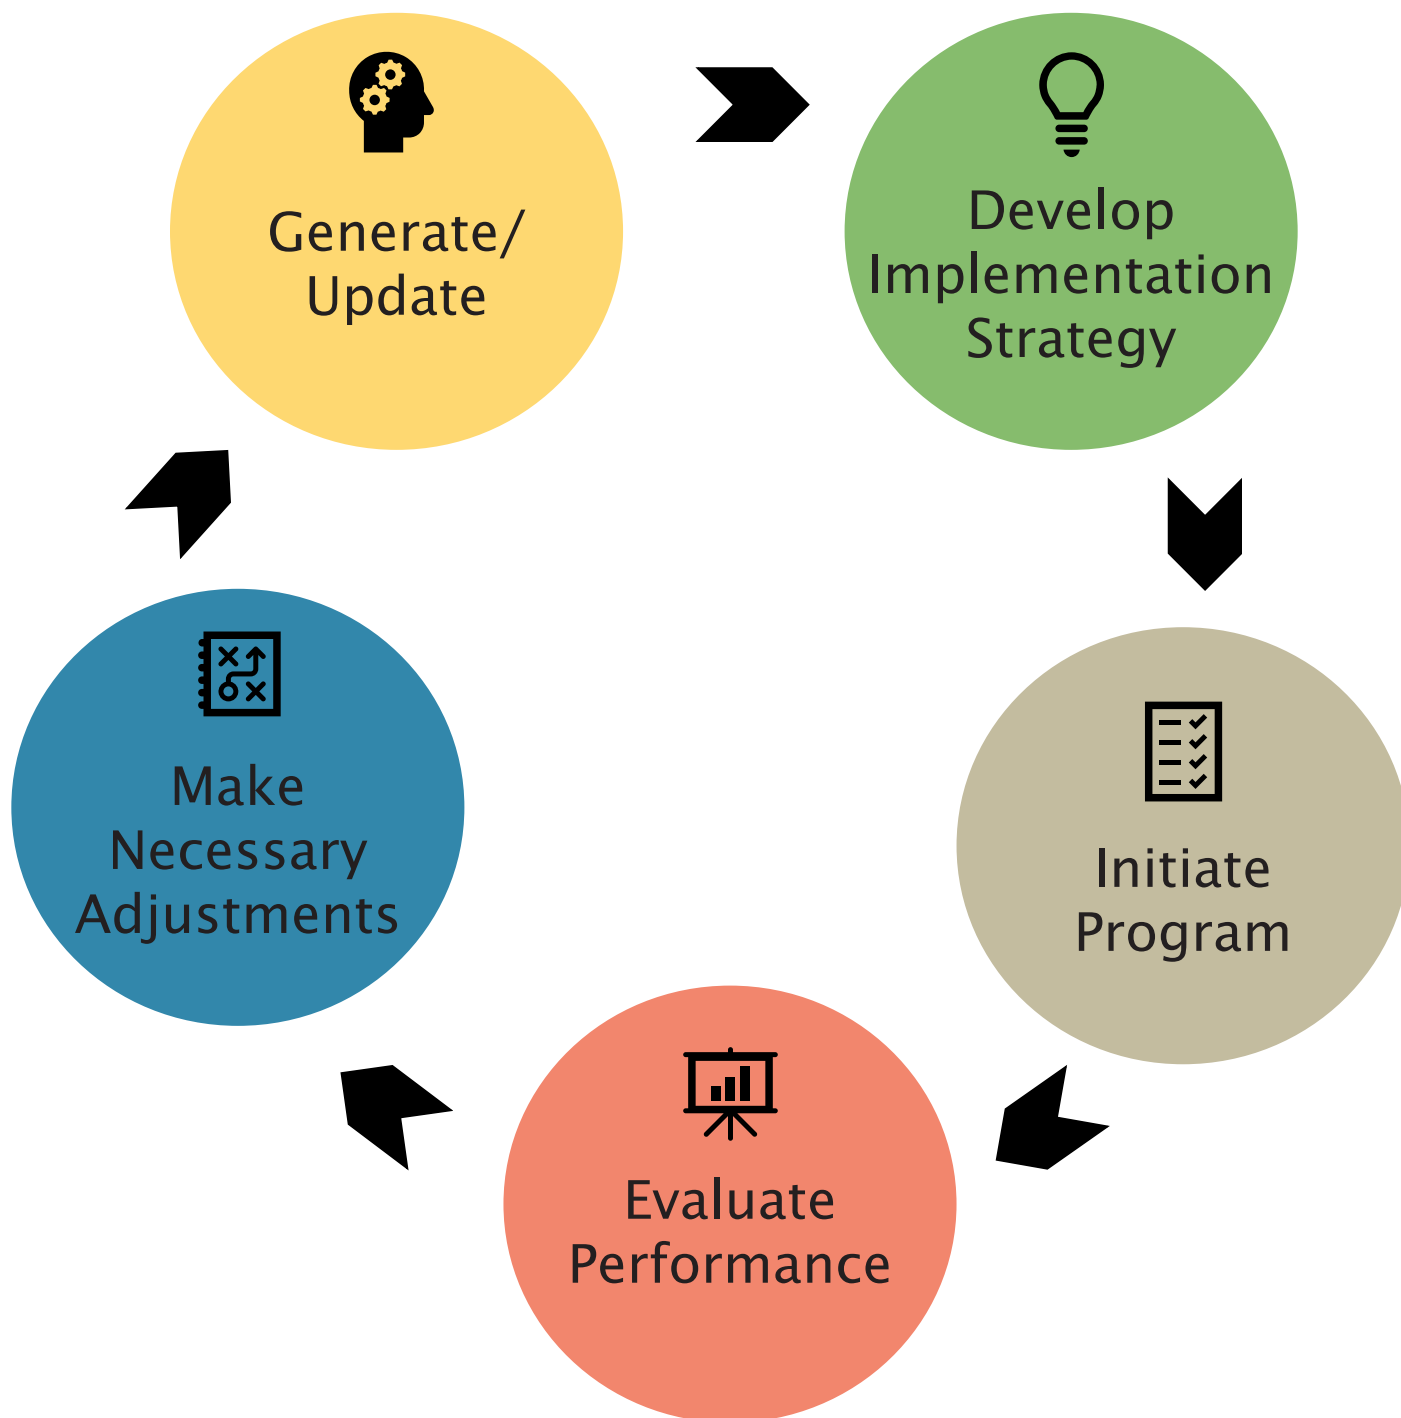 Generate/
Update
Develop
Implementation
Strategy
Initiate
Program
Evaluate
Performance
Make
Necessary
Adjustments